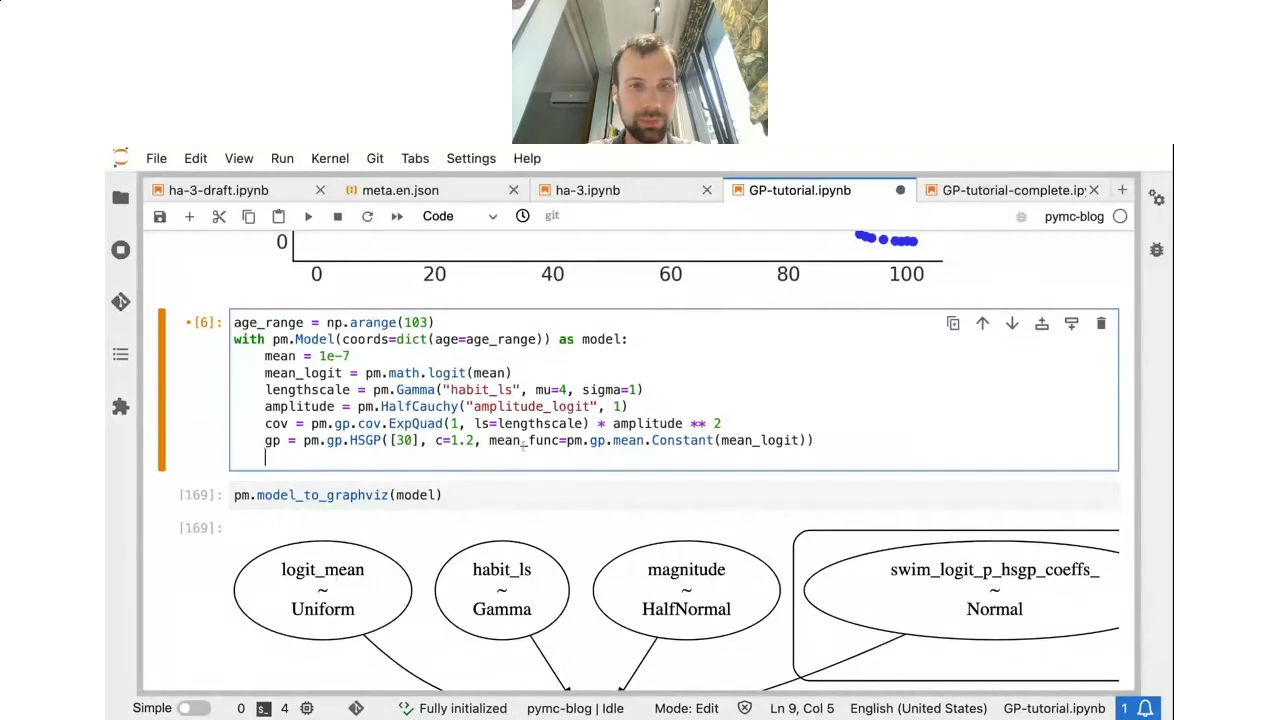 File Edit View Run Kernel Git Tabs Settings Help
ha-3-draft.ipynb meta.en.json ha-3.ipynb GP-tutorial.ipynb GP-tutorial-complete.ip
Code git pymc-blog
0
0 20 40 60 80 100
[6]: age_range = np.arange(103)
with pm.Model(coords=dict(age=age_range)) as model:
mean = 1e-7
mean_logit = pm.math.logit(mean)
lengthscale = pm.Gamma("habit_ls", mu=4, sigma=1)
amplitude = pm.HalfCauchy("amplitude_logit", 1)
cov = pm.gp.cov.ExpQuad(1, ls=lengthscale) * amplitude ** 2
gp = pm.gp.HSGP([30], c=1.2, mean_func=pm.gp.mean.Constant(mean_logit))
[169]: pm.model_to_graphviz(model)
[169]:
logit_mean habit_ls magnitude swim_logit_p_hsgp_coeffs_
~ ~ ~ ~
Uniform Gamma HalfNormal Normal
Simple 0 4 Fully initialized pymc-blog | Idle Mode: Edit Ln 9, Col 5 English (United States) GP-tutorial.ipynb 1